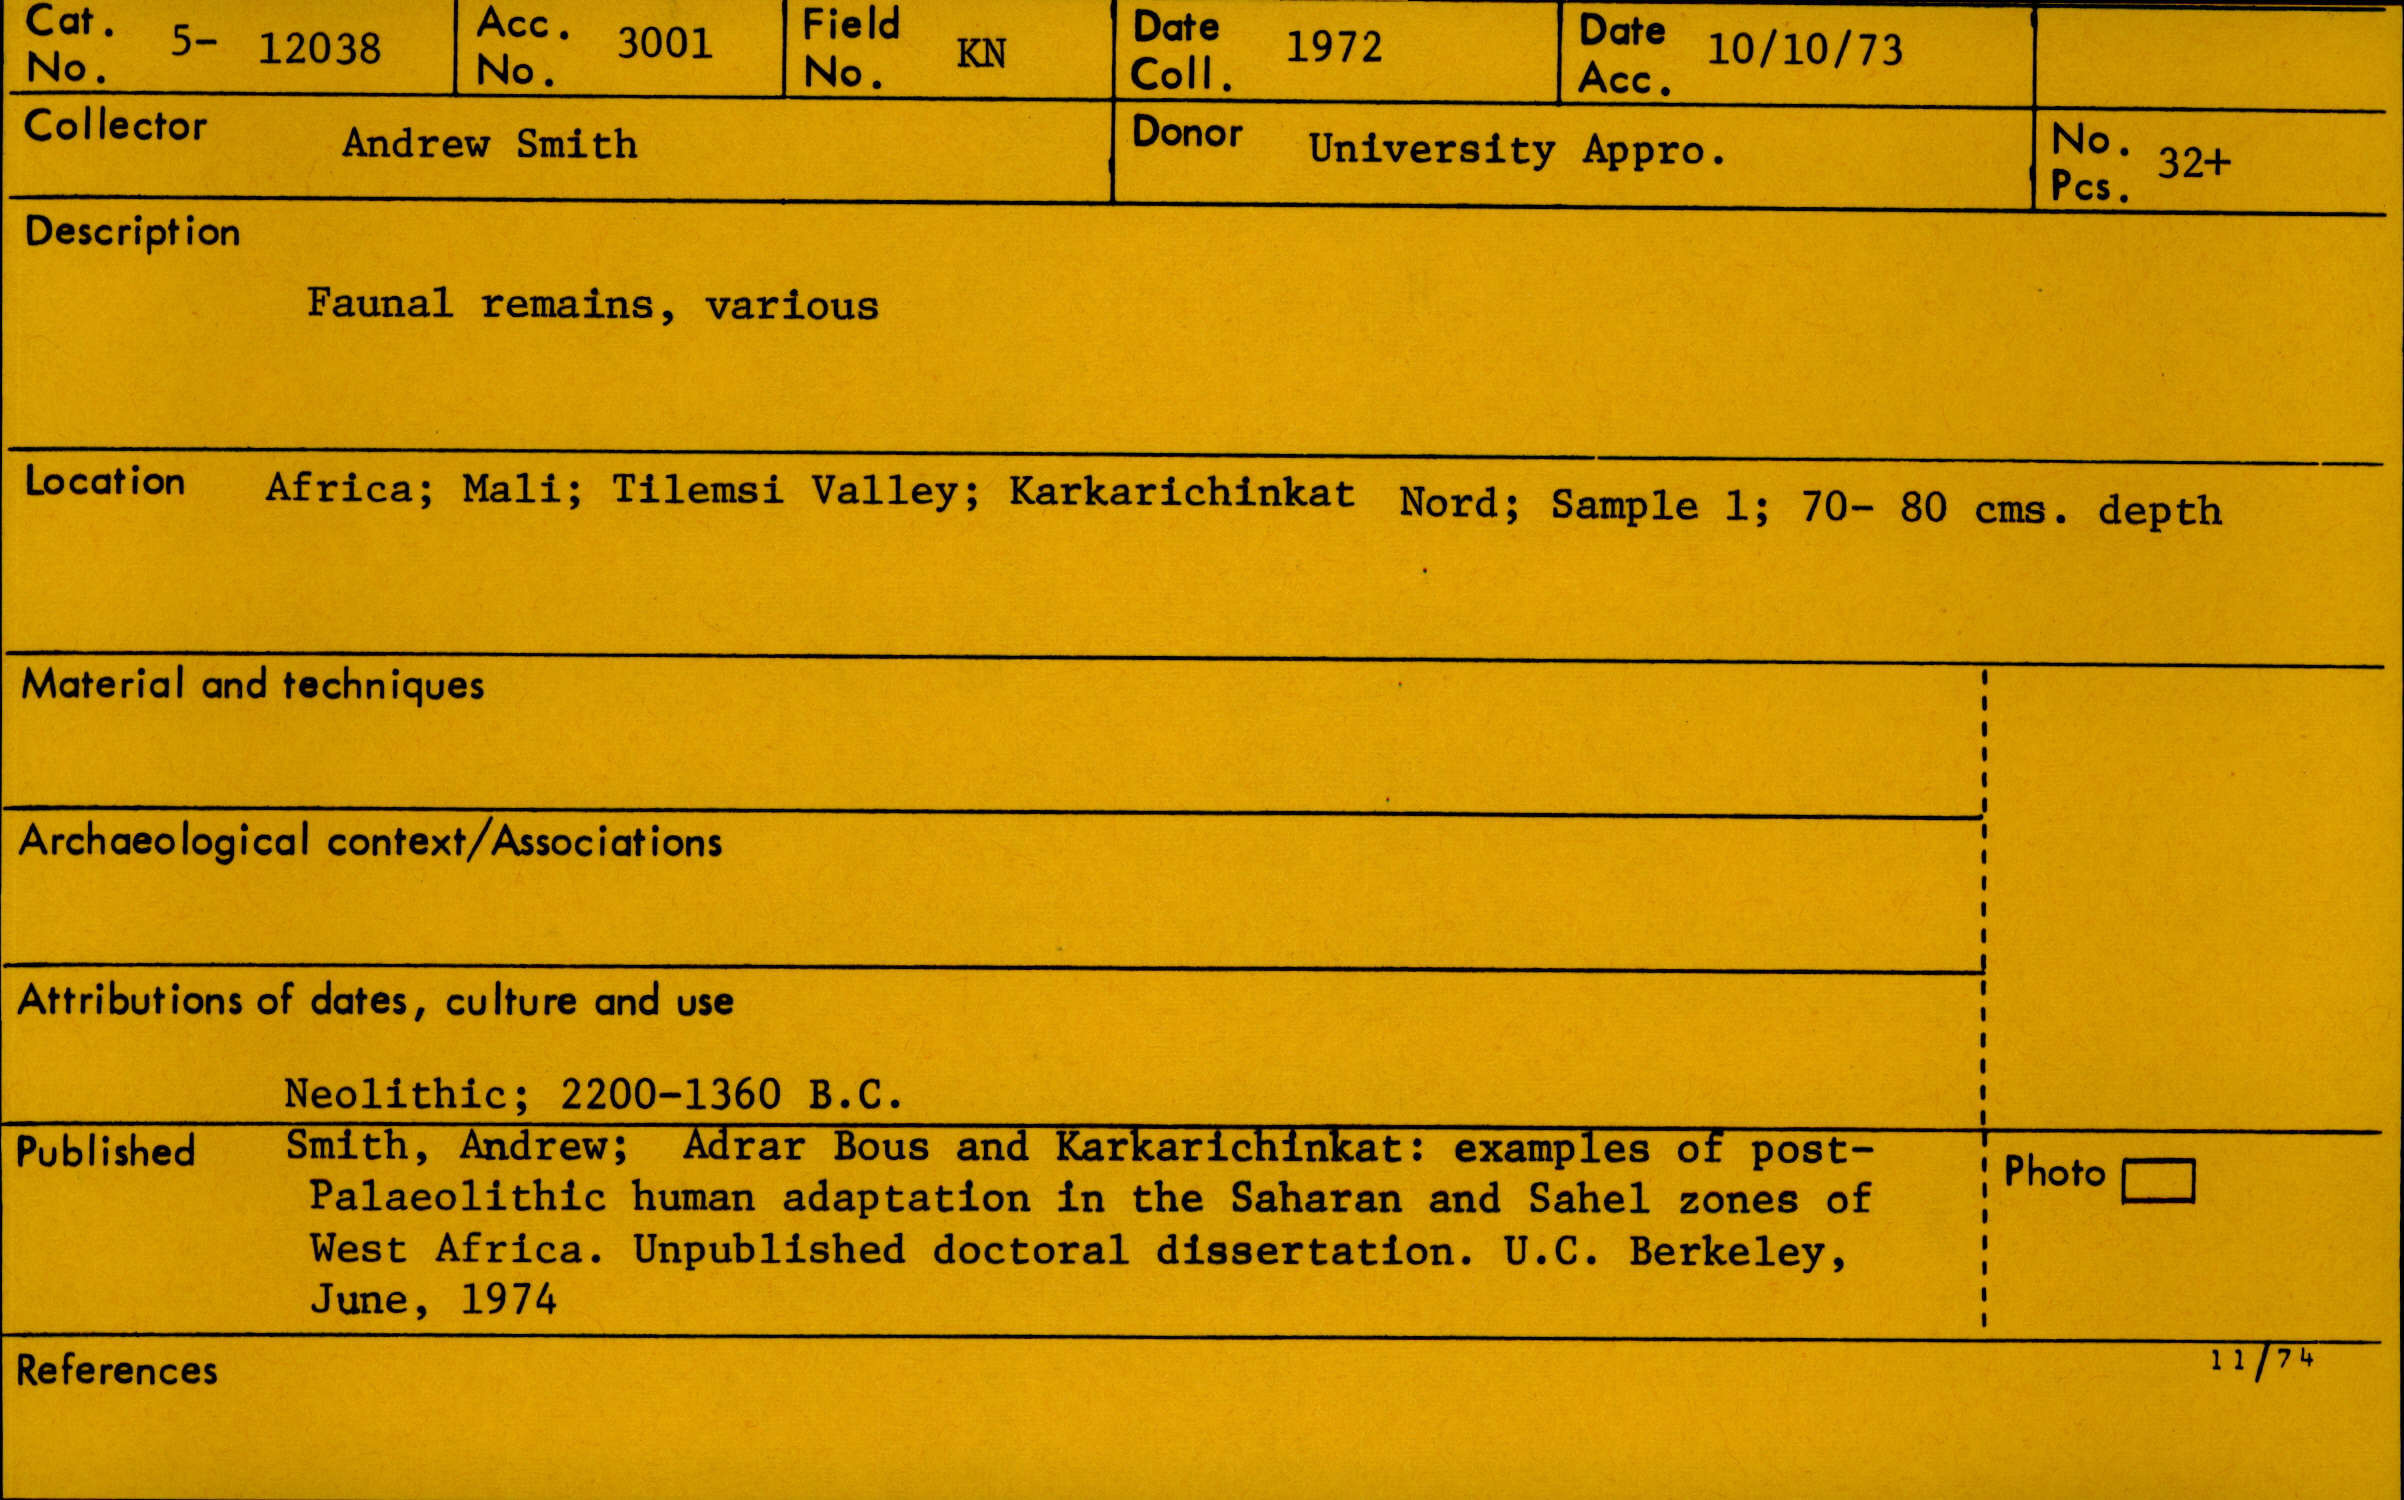 Cat. No. 5- 12038 Acc. No. 3001 Field No. KN Date Coll. 1972 Date Acc. 10/10/73
Collector Andrew Smith Donor University Appro. No. Pcs. 32+
Description
Faunal remains, various
Location Africa; Mali; Tilemsi Valley; Karkarichinkat Nord; Sample 1; 70- 80 cms. depth
Material and techniques
Archaeological context/Associations
Attributions of dates, culture and use
Neolithic; 2200-1360 B.C.
Published Smith, Andrew; Adrar Bous and Karkarichinkat: examples of post-
Palaeolithic human adaptation in the Saharan and Sahel zones of
West Africa. Unpublished doctoral dissertation. U.C. Berkeley,
June, 1974
Photo
References
11/74